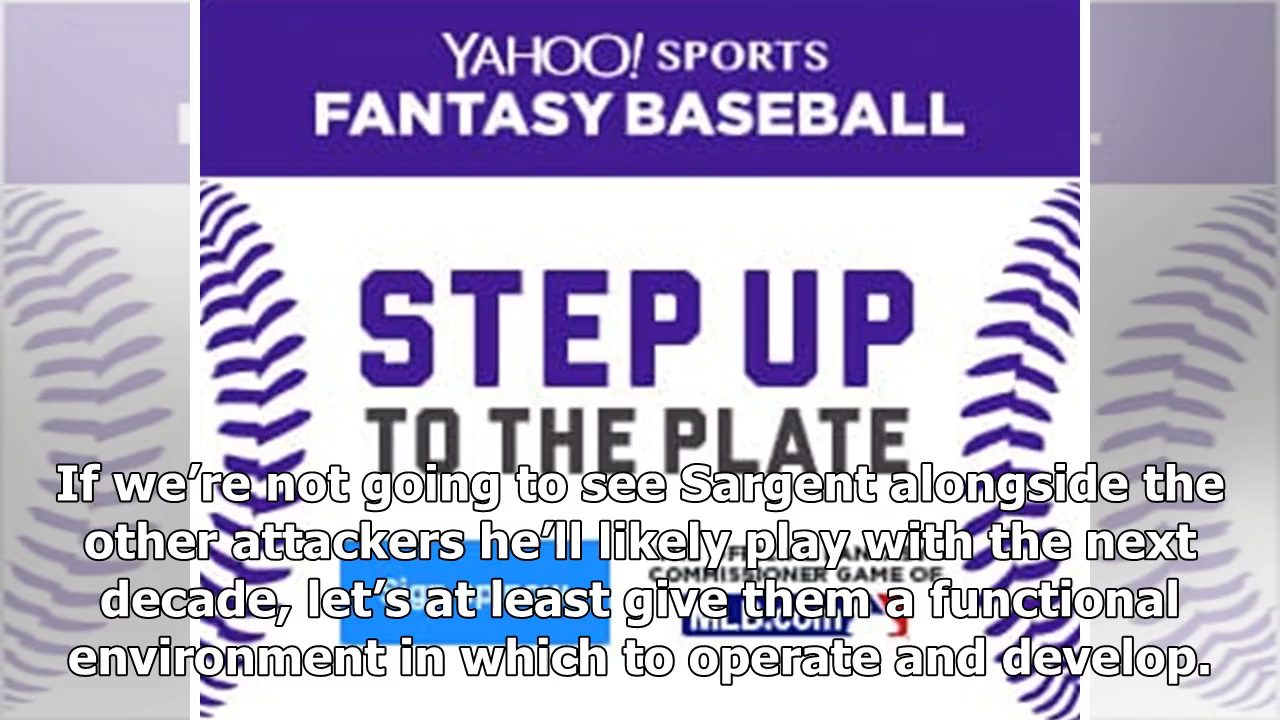 YAHOO! SPORTS
FANTASY BASEBALL
STEP UP
TO THE PLATE
If we’re not going to see Sargent alongside the
other attackers he’ll likely play with the next
COMMISSIONER GAME OF
decade, let’s at least give them a functional
MLB.com
environment in which to operate and develop.